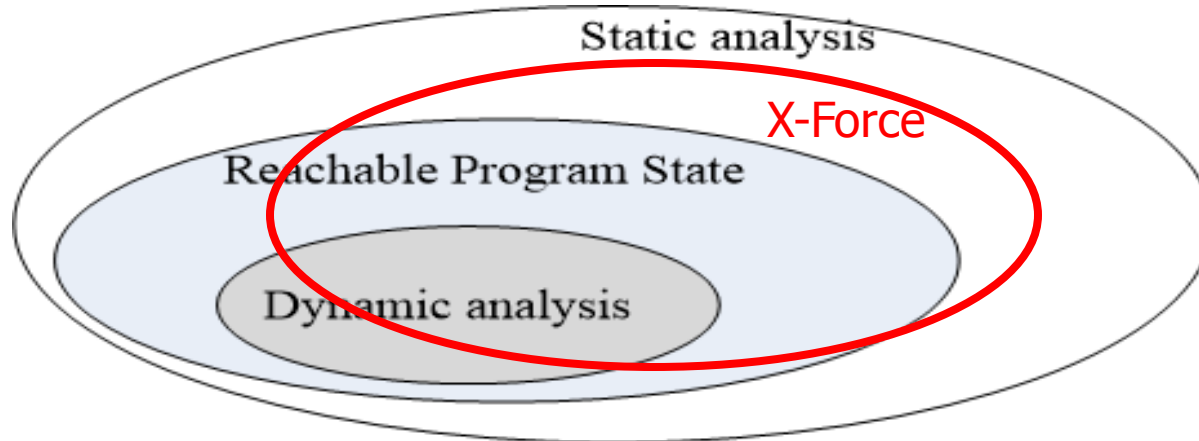 Static analysis
X-Force
Reachable Program State
Dynamic analysis